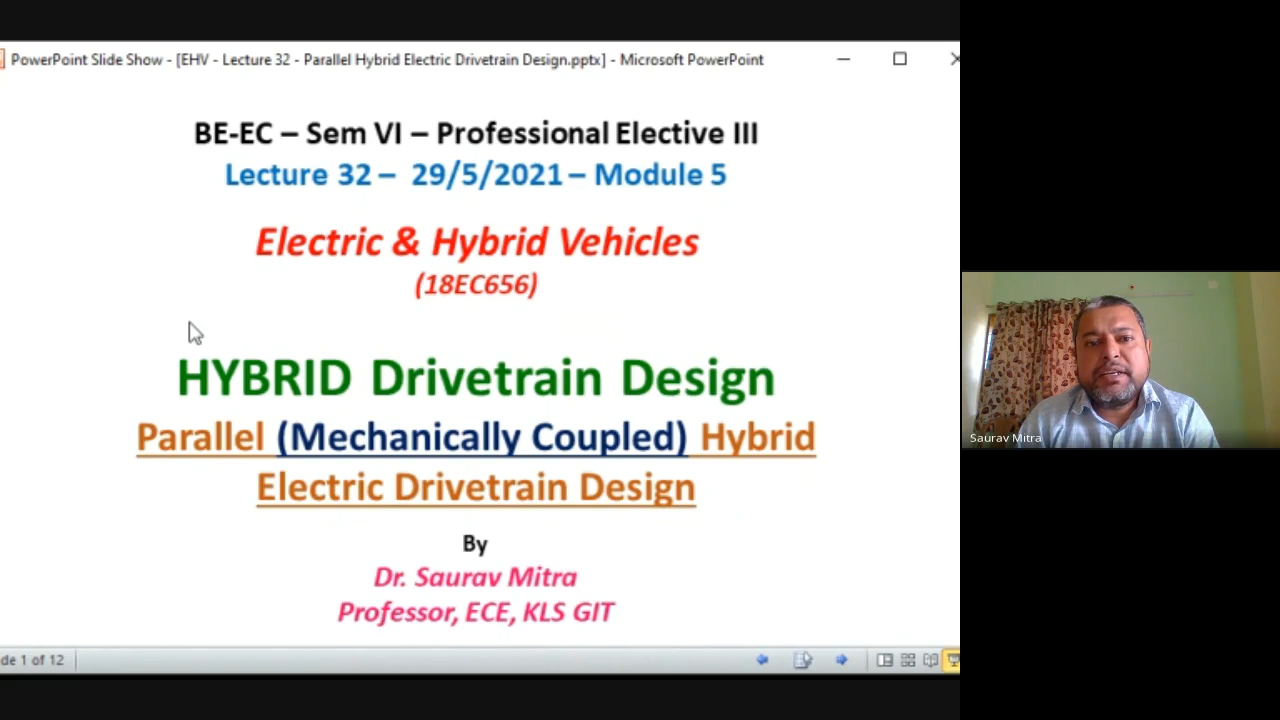 PowerPoint Slide Show - [EHV - Lecture 32 - Parallel Hybrid Electric Drivetrain Design.pptx] - Microsoft PowerPoint
BE-EC – Sem VI – Professional Elective III
Lecture 32 – 29/5/2021 – Module 5
Electric & Hybrid Vehicles
(18EC656)
HYBRID Drivetrain Design
Parallel (Mechanically Coupled) Hybrid
Electric Drivetrain Design
By
Dr. Saurav Mitra
Professor, ECE, KLS GIT
de 1 of 12
Saurav Mitra